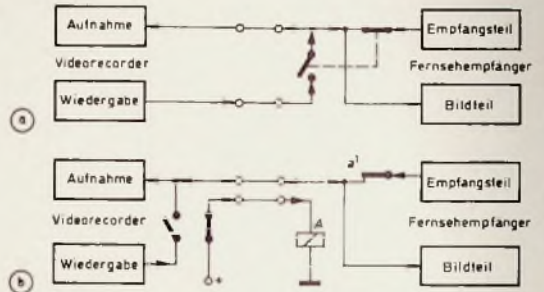 Aufnahme
Empfangsteil
Videorecorder
Fernsehempfänger
Wiedergabe
Bildteil
a
Aufnahme
a¹
Empfangsteil
Videorecorder
A
Fernsehempfänger
Wiedergabe
+
Bildteil
b